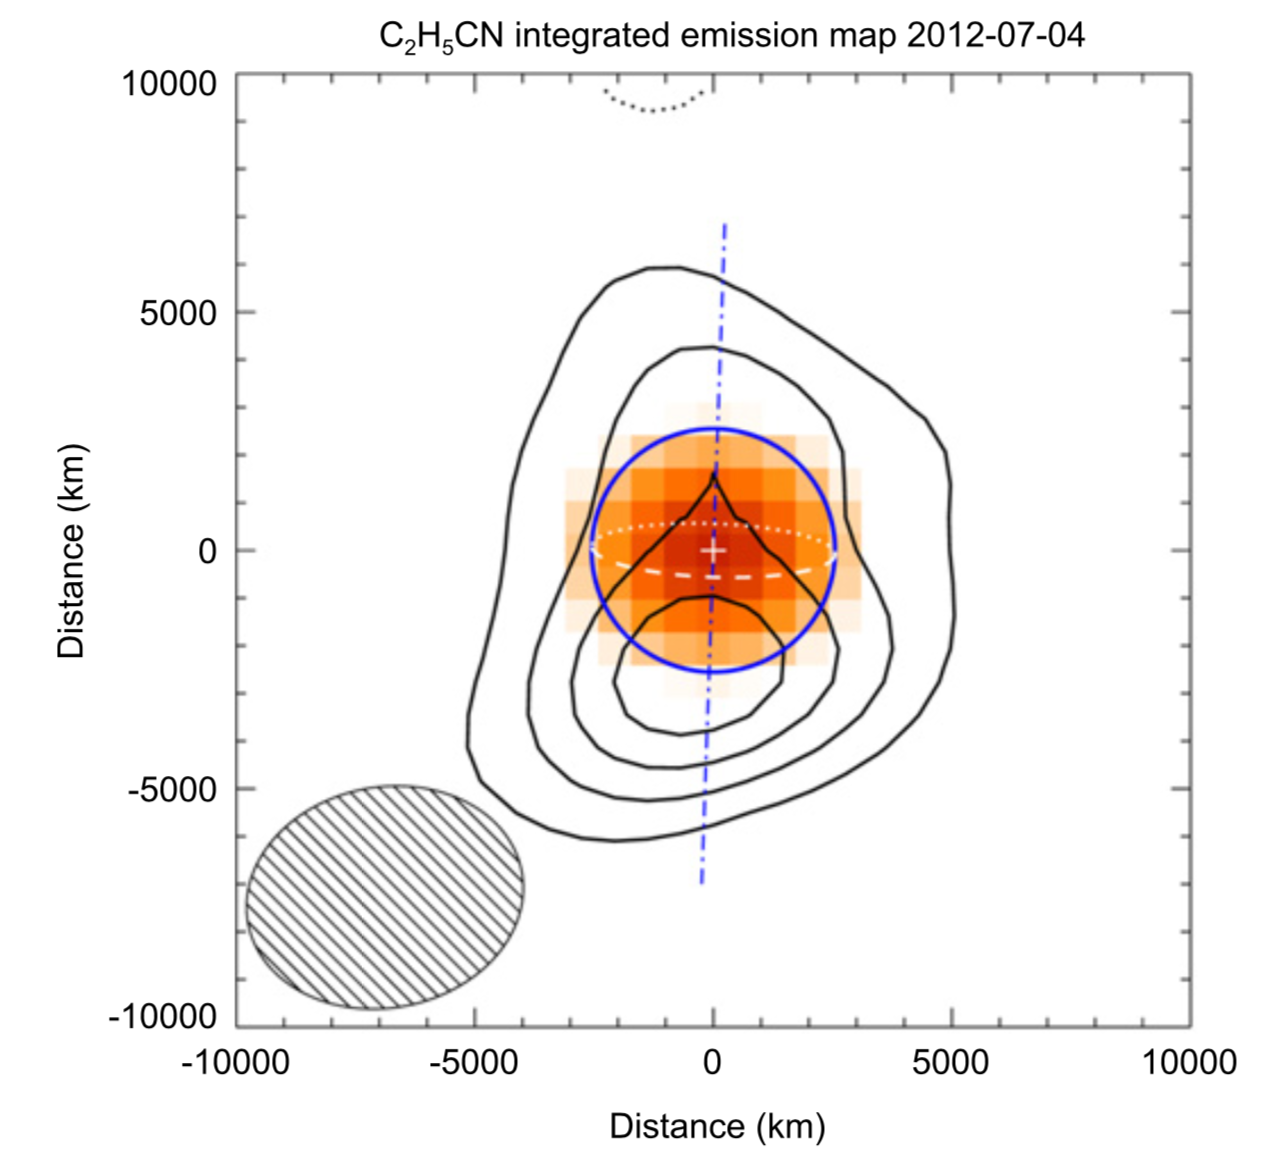 C₂H₅CN integrated emission map 2012-07-04
10000
5000
0
-5000
-10000
Distance (km)
-10000 -5000 0 5000 10000
Distance (km)